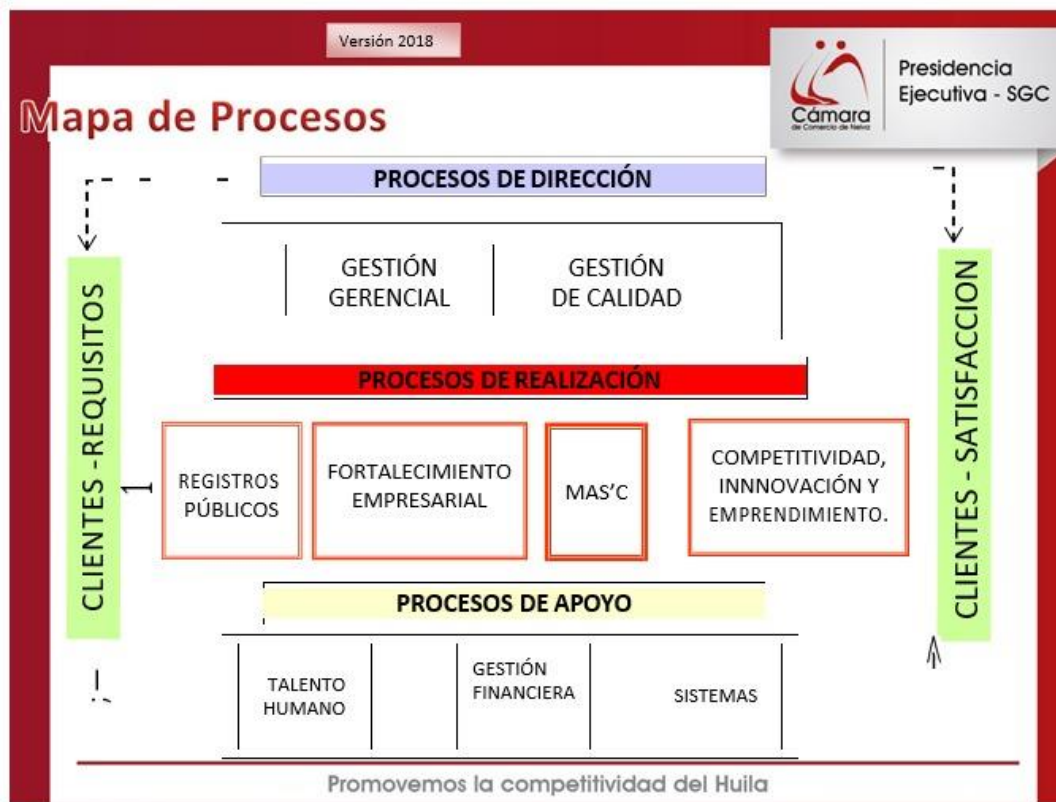 Versión 2018
Presidencia
Ejecutiva - SGC
Cámara
de Comercio de Neiva
Mapa de Procesos
PROCESOS DE DIRECCIÓN
CLIENTES -REQUISITOS
GESTIÓN
GERENCIAL
GESTIÓN
DE CALIDAD
CLIENTES - SATISFACCION
PROCESOS DE REALIZACIÓN
REGISTROS
PÚBLICOS
FORTALECIMIENTO
EMPRESARIAL
MAS’C
COMPETITIVIDAD,
INNNOVACIÓN Y
EMPRENDIMIENTO.
PROCESOS DE APOYO
TALENTO
HUMANO
GESTIÓN
FINANCIERA
SISTEMAS
Promovemos la competitividad del Huila